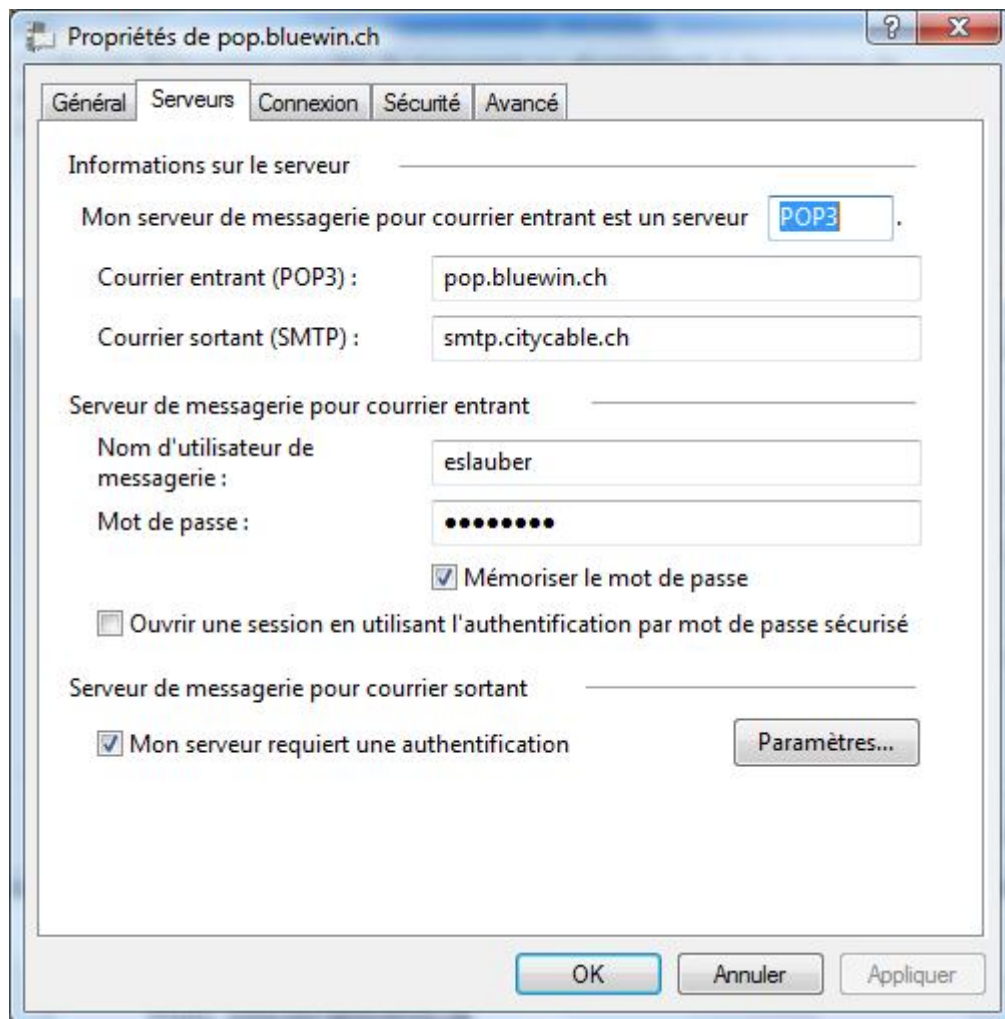 Propriétés de pop.bluewin.ch
Général Serveurs Connexion Sécurité Avancé
Informations sur le serveur
Mon serveur de messagerie pour courrier entrant est un serveur POP3 .
Courrier entrant (POP3) : pop.bluewin.ch
Courrier sortant (SMTP) : smtp.citycable.ch
Serveur de messagerie pour courrier entrant
Nom d'utilisateur de
messagerie : eslauber
Mot de passe : ●●●●●●●●
Mémoriser le mot de passe
Ouvrir une session en utilisant l'authentification par mot de passe sécurisé
Serveur de messagerie pour courrier sortant
Mon serveur requiert une authentification Paramètres...
OK Annuler Appliquer